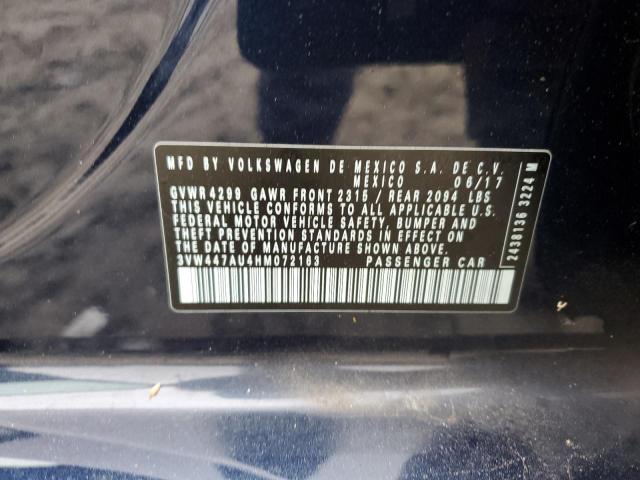 MFD BY VOLKSWAGEN DE MEXICO S.A. DE C.V.
MEXICO 06/17
GVWR 4299 GAWR FRONT 2315 / REAR 2094 LBS
THIS VEHICLE CONFORMS TO ALL APPLICABLE U.S.
FEDERAL MOTOR VEHICLE SAFETY, BUMPER AND
THEFT PREVENTION STANDARDS IN EFFECT ON
THE DATE OF MANUFACTURE SHOWN ABOVE.
3VW447AU4HM072163 PASSENGER CAR
2438136 3224 M